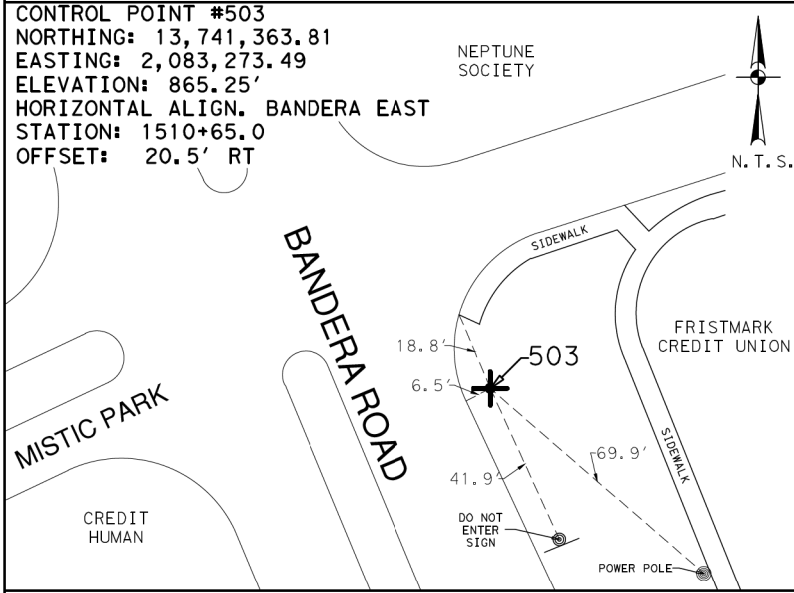 CONTROL POINT #503
NORTHING: 13,741,363.81
EASTING: 2,083,273.49
ELEVATION: 865.25'
HORIZONTAL ALIGN. BANDERA EAST
STATION: 1510+65.0
OFFSET: 20.5' RT
NEPTUNE
SOCIETY
N.T.S.
SIDEWALK
BANDERA ROAD
FRISTMARK
CREDIT UNION
18.8'
503
6.5'
MISTIC PARK
SIDEWALK
69.9'
41.9'
CREDIT
HUMAN
DO NOT
ENTER
SIGN
POWER POLE